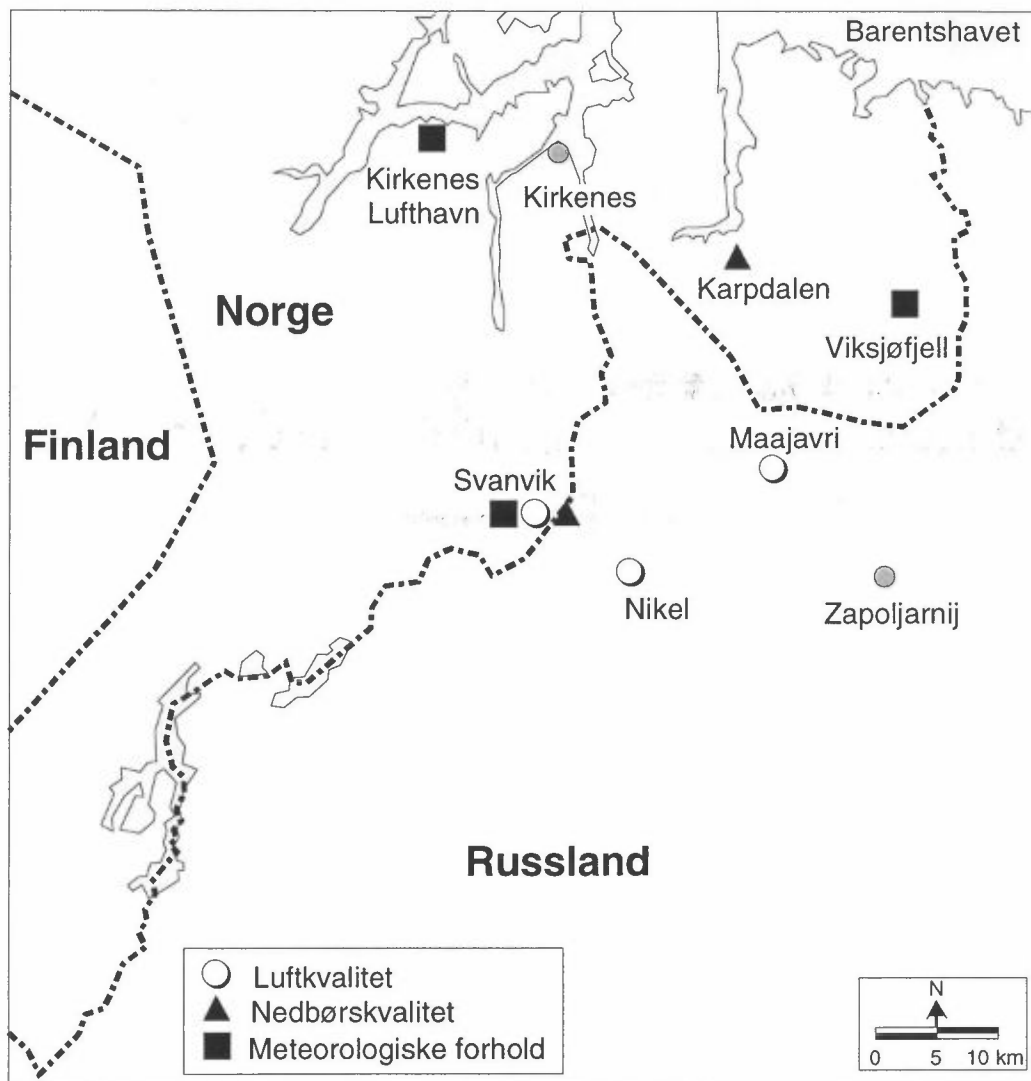 Barentshavet
Kirkenes
Lufthavn
Kirkenes
Karpdalen
Norge
Viksjøfjell
Finland
Maajavri
Svanvik
Nikel
Zapoljarnij
Russland
Luftkvalitet
Nedbørskvalitet
Meteorologiske forhold
N
0 5 10 km